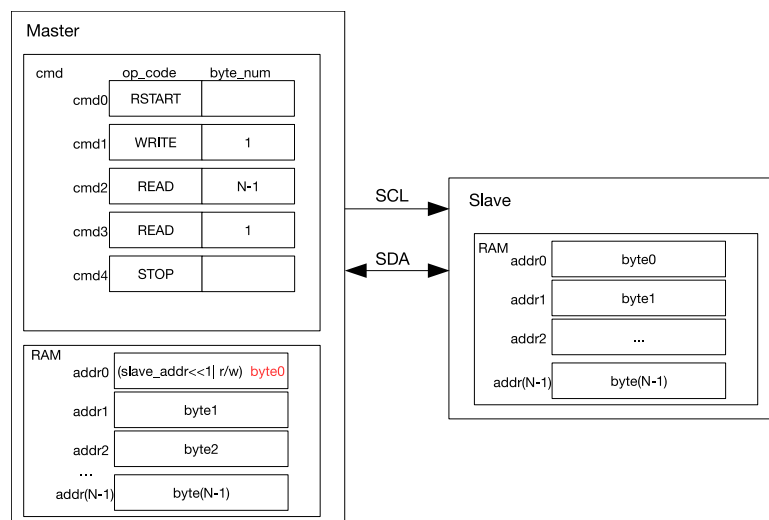 Master
cmd op_code byte_num
cmd0 RSTART
cmd1 WRITE 1
cmd2 READ N-1
cmd3 READ 1
cmd4 STOP
RAM
addr0 (slave_addr<<1| r/w) byte0
addr1 byte1
addr2 byte2
...
addr(N-1) byte(N-1)
SCL
SDA
Slave
RAM
addr0 byte0
addr1 byte1
addr2 ...
addr(N-1) byte(N-1)